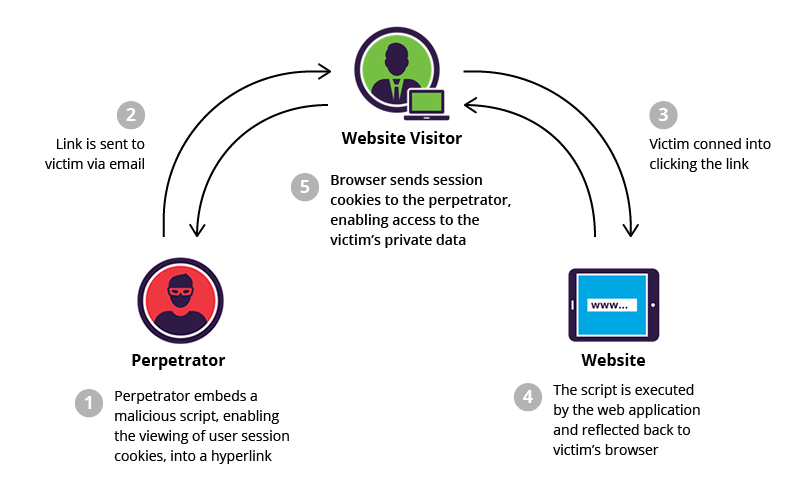 Website Visitor
2
Link is sent to
victim via email
3
Victim conned into
clicking the link
5
Browser sends session
cookies to the perpetrator,
enabling access to the
victim’s private data
Perpetrator
1
Perpetrator embeds a
malicious script, enabling
the viewing of user session
cookies, into a hyperlink
www...
Website
4
The script is executed
by the web application
and reflected back to
victim’s browser